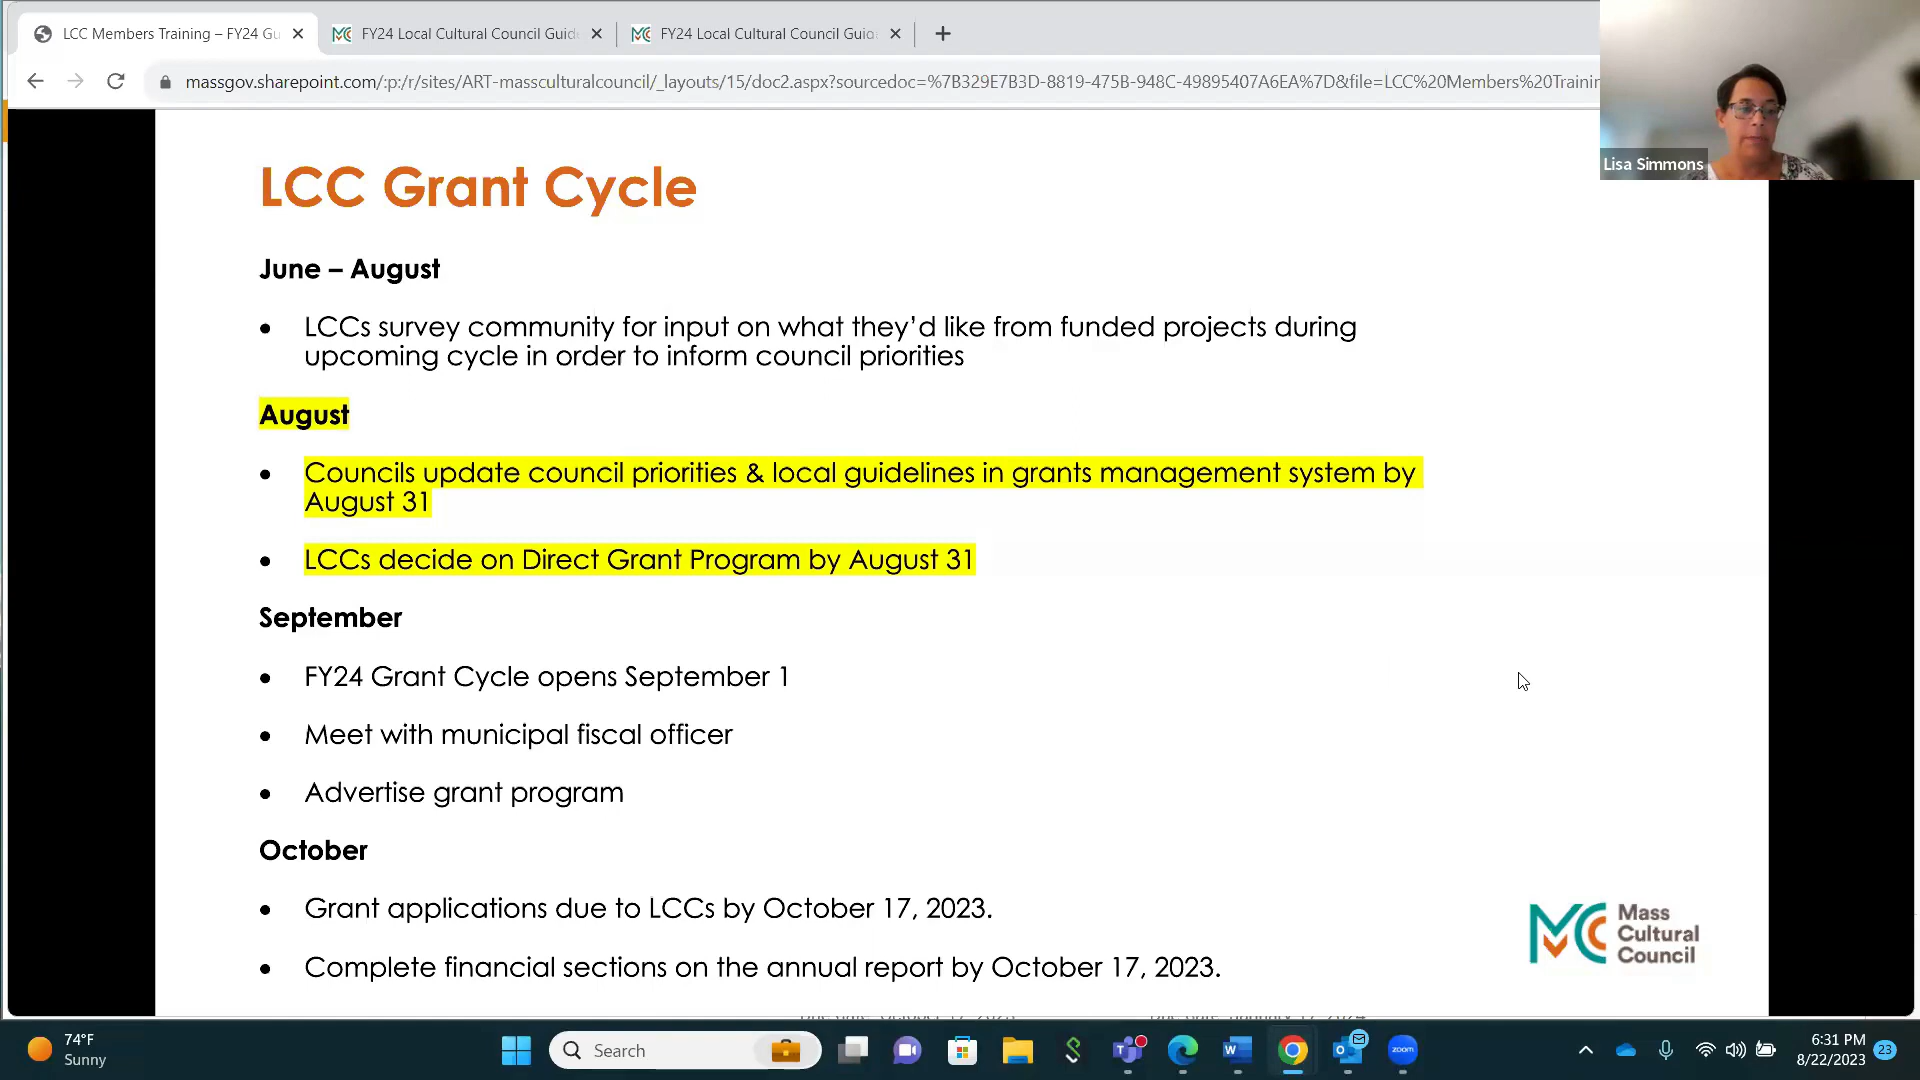 LCC Members Training – FY24 Gu
FY24 Local Cultural Council Guid
FY24 Local Cultural Council Guid
massgov.sharepoint.com/:p:/r/sites/ART-massculturalcouncil/_layouts/15/doc2.aspx?sourcedoc=%7B329E7B3D-8819-475B-948C-49895407A6EA%7D&file=LCC%20Members%20Trainin
Lisa Simmons
LCC Grant Cycle
June – August
• LCCs survey community for input on what they’d like from funded projects during
upcoming cycle in order to inform council priorities
August
• Councils update council priorities & local guidelines in grants management system by
August 31
• LCCs decide on Direct Grant Program by August 31
September
• FY24 Grant Cycle opens September 1
• Meet with municipal fiscal officer
• Advertise grant program
October
• Grant applications due to LCCs by October 17, 2023.
• Complete financial sections on the annual report by October 17, 2023.
Mass
Cultural
Council
74°F
Sunny
Search
zoom
6:31 PM
8/22/2023
23